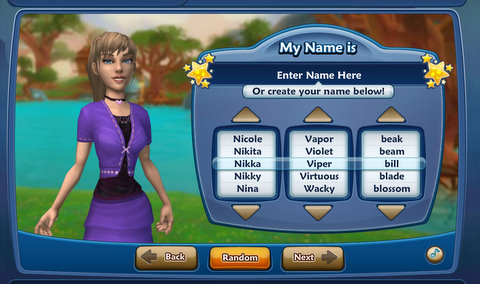 My Name is
Enter Name Here
Or create your name below!
Nicole
Nikita
Nikka
Nikky
Nina
Vapor
Violet
Viper
Virtuous
Wacky
beak
beam
bill
blade
blossom
Back
Random
Next